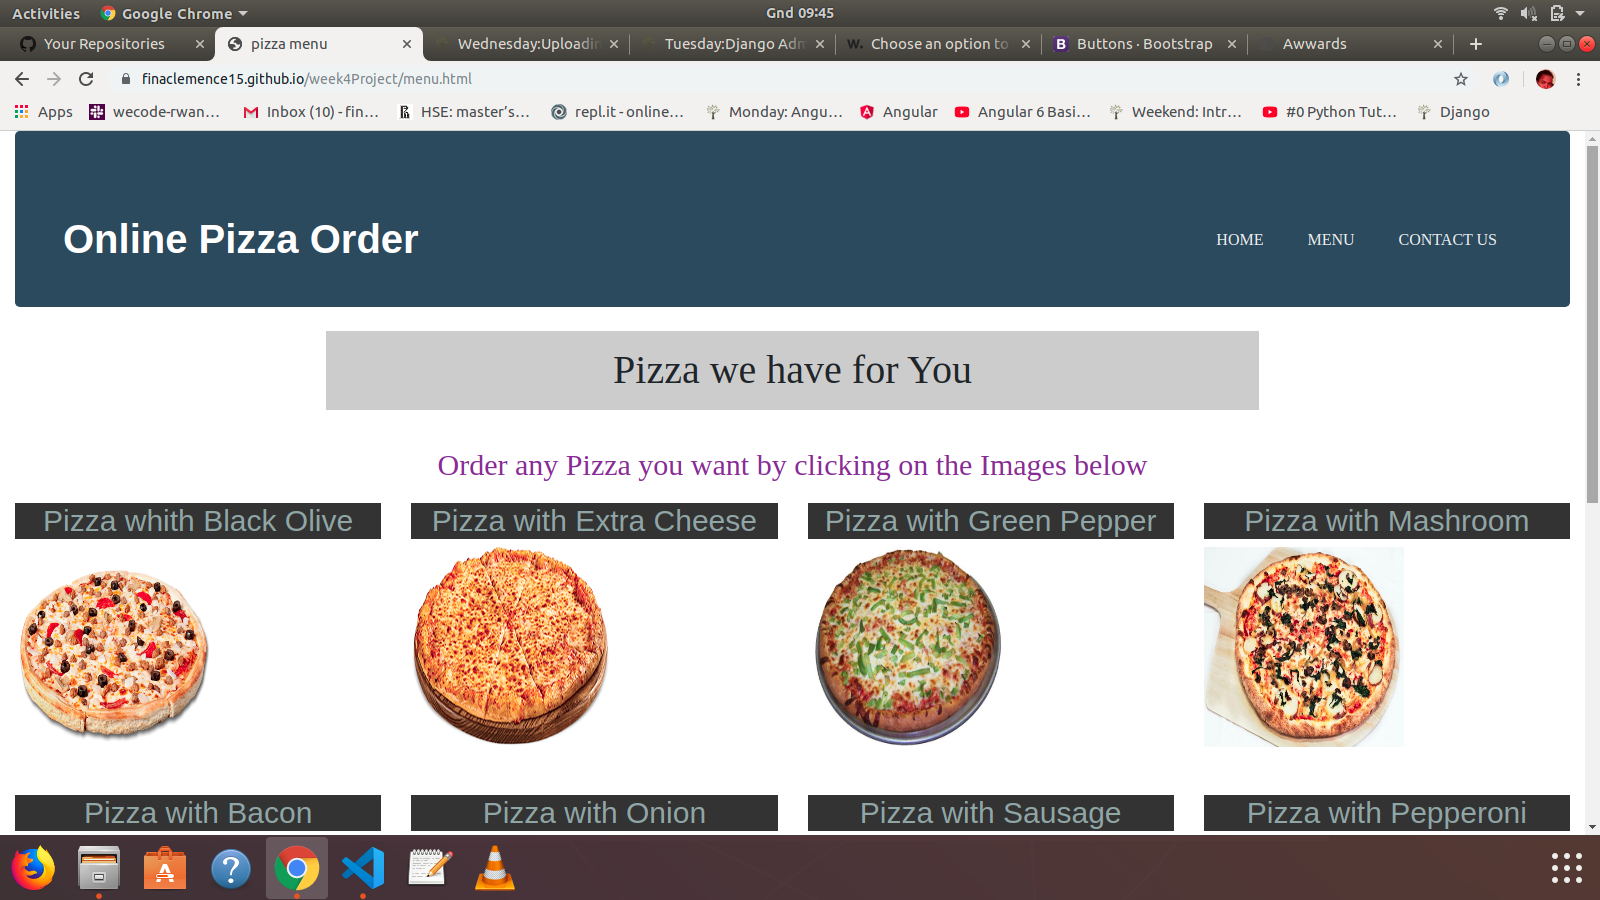 Activities Google Chrome Gnd 09:45
Your Repositories pizza menu Wednesday:Uploadin Tuesday:Django Adm W. Choose an option to B Buttons · Bootstrap Awwards
finaclemence15.github.io/week4Project/menu.html
Apps wecode-rwan… Inbox (10) - fin… HSE: master's… repl.it - online… Monday: Angu… Angular Angular 6 Basi… Weekend: Intr… #0 Python Tut… Django
Online Pizza Order HOME MENU CONTACT US
Pizza we have for You
Order any Pizza you want by clicking on the Images below
Pizza whith Black Olive Pizza with Extra Cheese Pizza with Green Pepper Pizza with Mashroom
Pizza with Bacon Pizza with Onion Pizza with Sausage Pizza with Pepperoni